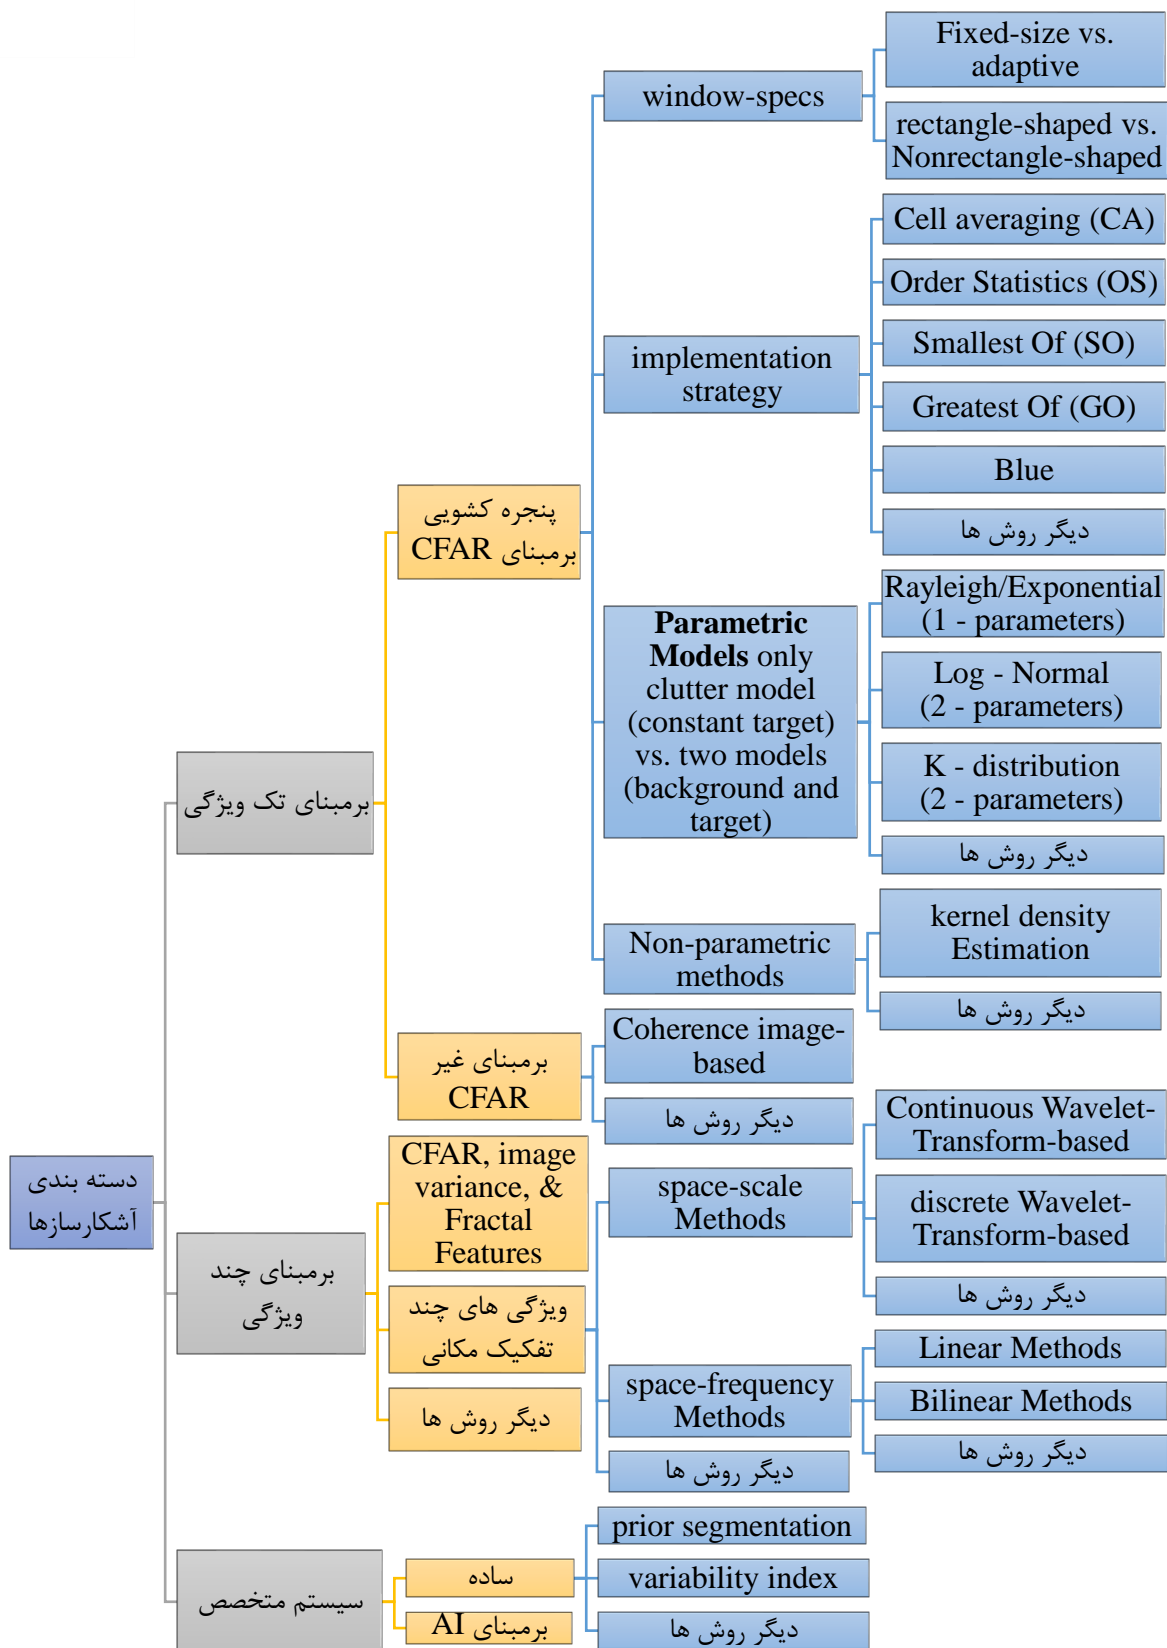 Fixed-size vs.
adaptive
window-specs
rectangle-shaped vs.
Nonrectangle-shaped
Cell averaging (CA)
Order Statistics (OS)
Smallest Of (SO)
implementation
strategy
Greatest Of (GO)
Blue
دیگر روش ها
پنجره کشویی
برمبنای CFAR
Rayleigh/Exponential
(1 - parameters)
Parametric
Models only
clutter model
(constant target)
vs. two models
(background and
target)
Log - Normal
(2 - parameters)
K - distribution
(2 - parameters)
دیگر روش ها
برمبنای تک ویژگی
Non-parametric
methods
kernel density
Estimation
دیگر روش ها
برمبنای غیر
CFAR
Coherence image-
based
دیگر روش ها
Continuous Wavelet-
Transform-based
دسته بندی
آشکارسازها
CFAR, image
variance, &
Fractal
Features
space-scale
Methods
discrete Wavelet-
Transform-based
دیگر روش ها
برمبنای چند
ویژگی
ویژگی های چند
تفکیک مکانی
Linear Methods
space-frequency
Methods
Bilinear Methods
دیگر روش ها
دیگر روش ها
دیگر روش ها
سیستم متخصص
ساده
prior segmentation
variability index
دیگر روش ها
برمبنای AI